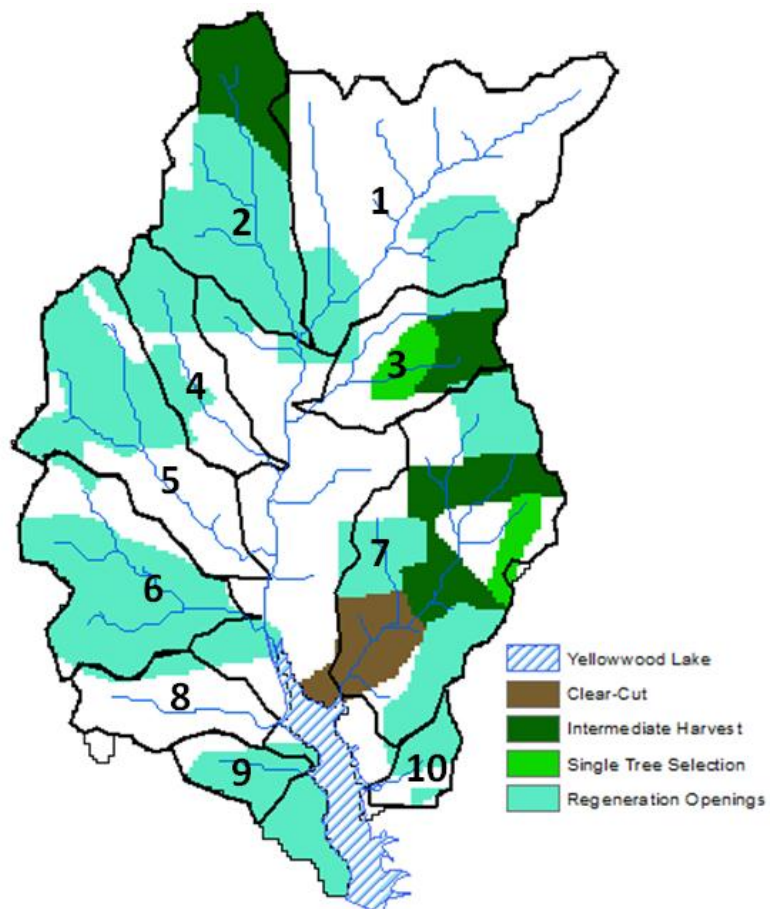 1
2
3
4
5
6
7
8
9
10
Yellowwood Lake
Clear-Cut
Intermediate Harvest
Single Tree Selection
Regeneration Openings